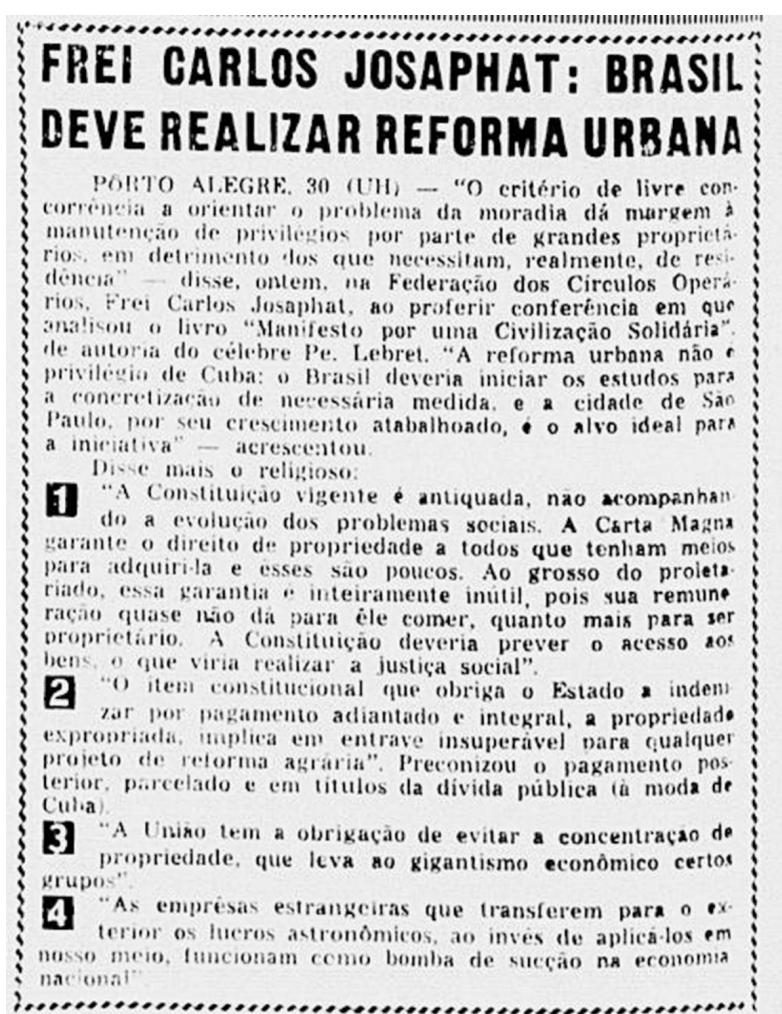 FREI CARLOS JOSAPHAT: BRASIL
DEVE REALIZAR REFORMA URBANA
PÔRTO ALEGRE, 30 (UH) — "O critério de livre con-
corrência a orientar o problema da moradia dá margem à
manutenção de privilégios por parte de grandes proprietá-
rios, em detrimento dos que necessitam, realmente, de resi-
dência" — disse, ontem, na Federação dos Círculos Operá-
rios, Frei Carlos Josaphat, ao proferir conferência em que
analisou o livro "Manifesto por uma Civilização Solidária",
de autoria do célebre Pe. Lebret. "A reforma urbana não é
privilégio de Cuba: o Brasil deveria iniciar os estudos para
a concretização de necessária medida, e a cidade de São
Paulo, por seu crescimento atabalhoado, é o alvo ideal para
a iniciativa" — acrescentou.
Disse mais o religioso:
1 "A Constituição vigente é antiquada, não acompanhan-
do a evolução dos problemas sociais. A Carta Magna
garante o direito de propriedade a todos que tenham meios
para adquiri-la e esses são poucos. Ao grosso do proleta-
riado, essa garantia é inteiramente inútil, pois sua remune-
ração quase não dá para êle comer, quanto mais para ser
proprietário. A Constituição deveria prever o acesso aos
bens, o que viria realizar a justiça social".
2 "O item constitucional que obriga o Estado a indeni-
zar por pagamento adiantado e integral, a propriedade
expropriada, implica em entrave insuperável para qualquer
projeto de reforma agrária". Preconizou o pagamento pos-
terior, parcelado e em títulos da dívida pública (à moda de
Cuba).
3 "A União tem a obrigação de evitar a concentração de
propriedade, que leva ao gigantismo econômico certos
grupos".
4 "As emprêsas estrangeiras que transferem para o ex-
terior os lucros astronômicos, ao invés de aplicá-los em
nosso meio, funcionam como bomba de sucção na economia
nacional".